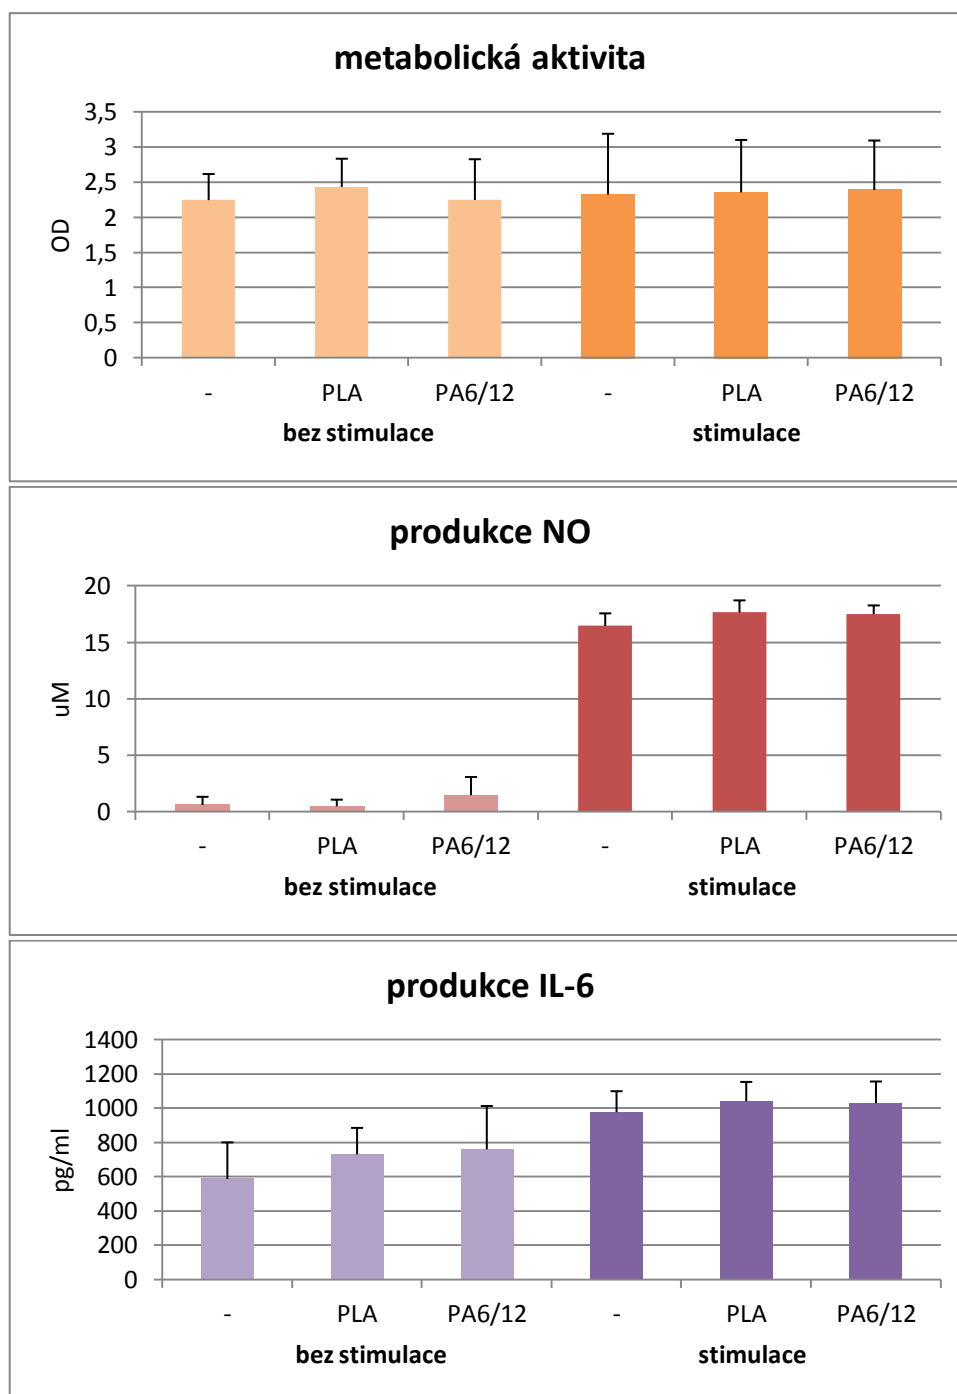 metabolická aktivita
3,5
3
2,5
2
1,5
1
0,5
0
OD
- PLA PA6/12 - PLA PA6/12
bez stimulace stimulace
produkce NO
20
15
10
5
0
uM
- PLA PA6/12 - PLA PA6/12
bez stimulace stimulace
produkce IL-6
1400
1200
1000
800
600
400
200
0
pg/ml
- PLA PA6/12 - PLA PA6/12
bez stimulace stimulace